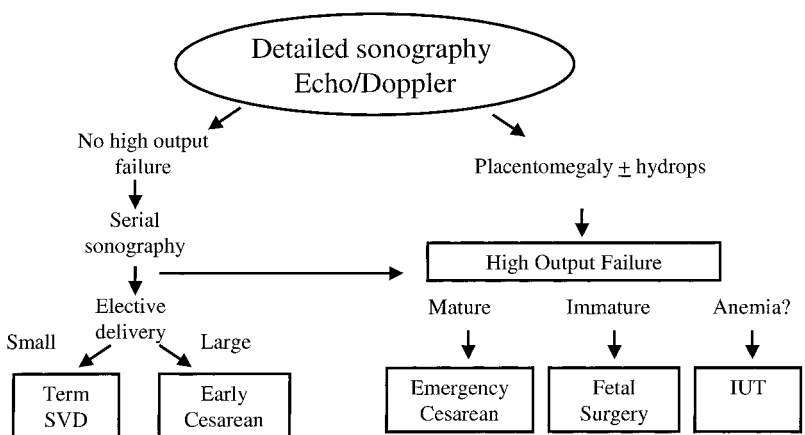 Detailed sonography
Echo/Doppler
No high output
failure
Placentomegaly ± hydrops
Serial
sonography
High Output Failure
Elective
delivery
Small
Large
Mature
Immature
Anemia?
Term
SVD
Early
Cesarean
Emergency
Cesarean
Fetal
Surgery
IUT